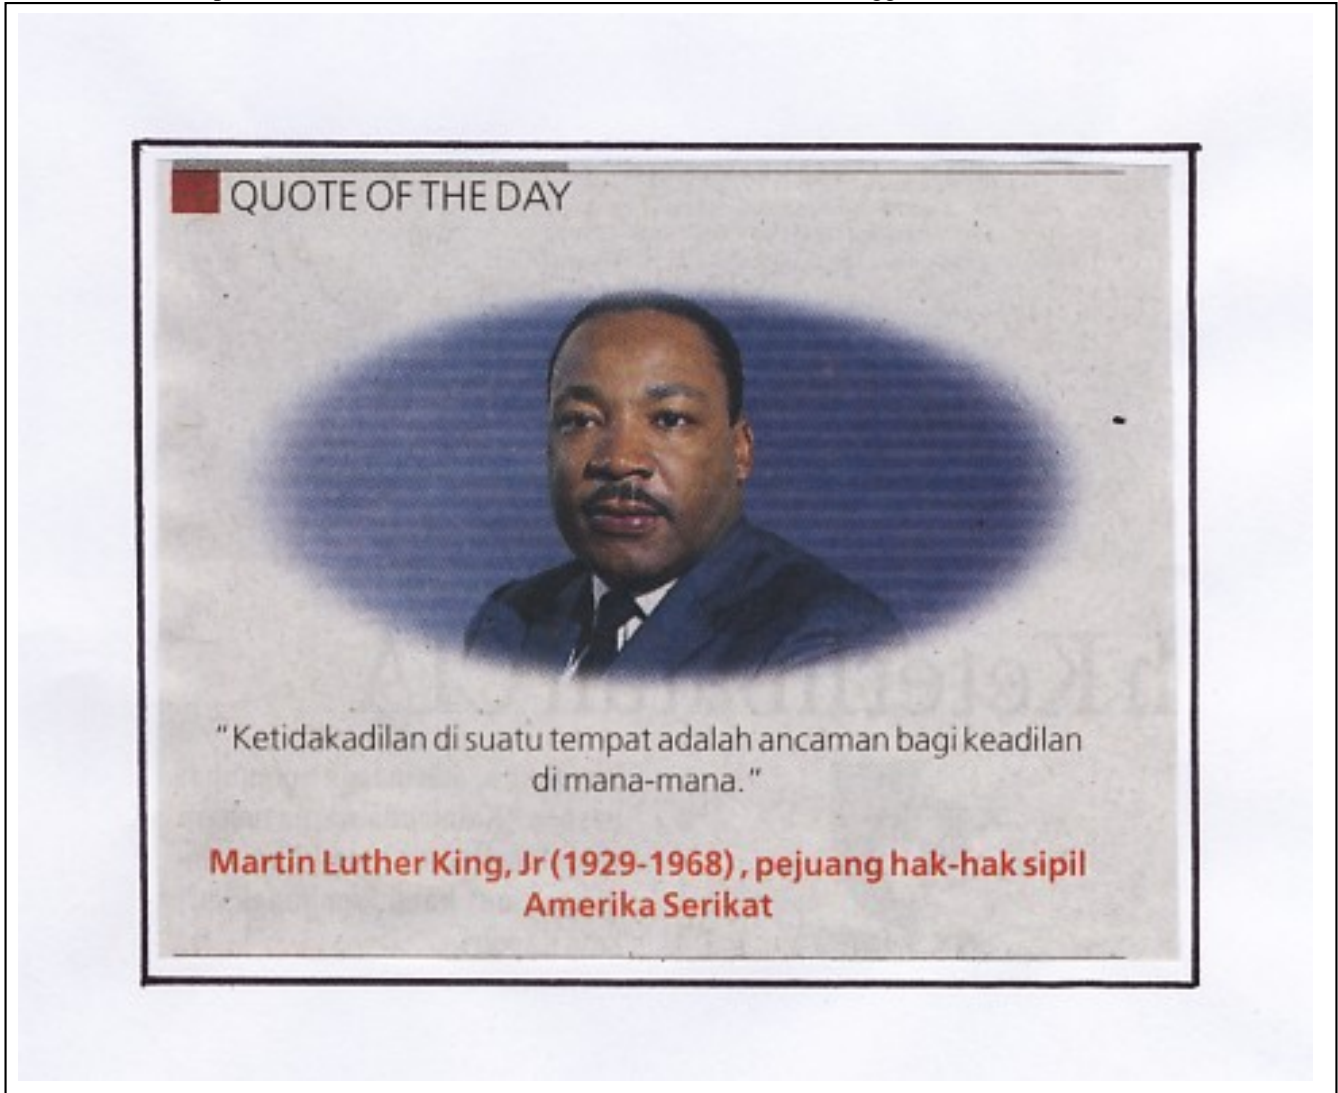 QUOTE OF THE DAY
"Ketidakadilan di suatu tempat adalah ancaman bagi keadilan
di mana-mana."
Martin Luther King, Jr (1929-1968) , pejuang hak-hak sipil
Amerika Serikat